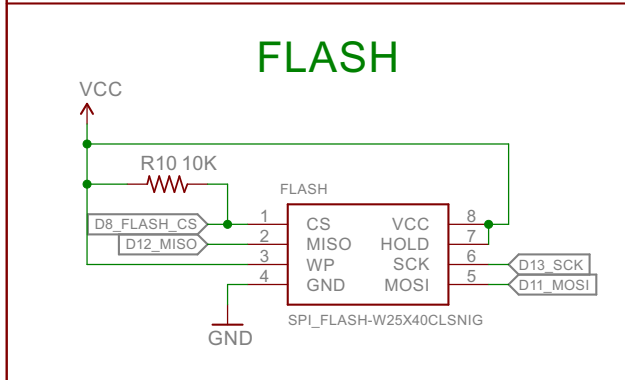 FLASH
VCC
R10 10K
FLASH
D8_FLASH_CS 1 CS VCC 8
D12_MISO 2 MISO HOLD 7
3 WP SCK 6 D13_SCK
4 GND MOSI 5 D11_MOSI
SPI_FLASH-W25X40CLSNIG
GND